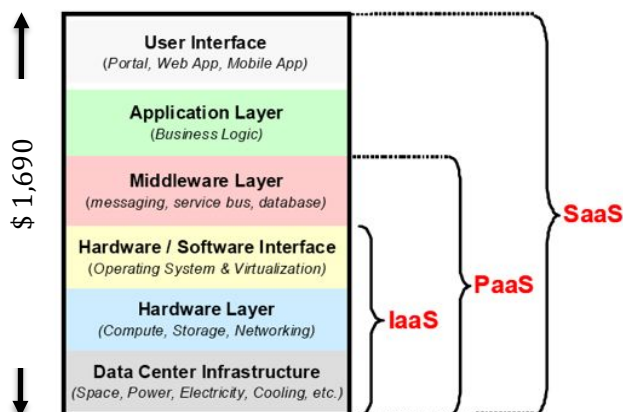 $ 1,690
User Interface
(Portal, Web App, Mobile App)
Application Layer
(Business Logic)
Middleware Layer
(messaging, service bus, database)
Hardware / Software Interface
(Operating System & Virtualization)
Hardware Layer
(Compute, Storage, Networking)
Data Center Infrastructure
(Space, Power, Electricity, Cooling, etc.)
IaaS
PaaS
SaaS